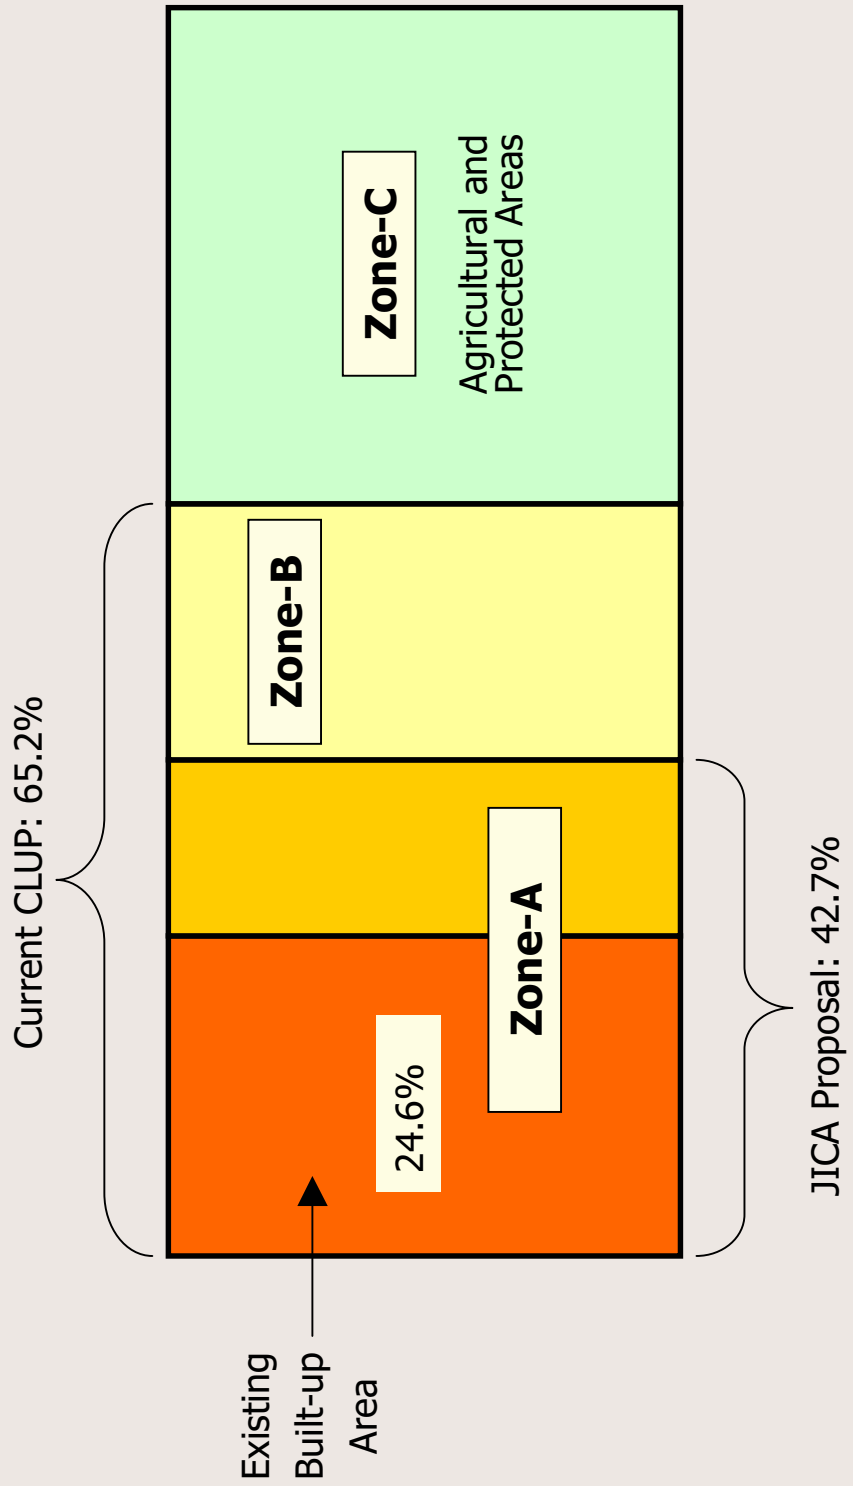 Current CLUP: 65.2%
Existing
Built-up
Area
24.6%
Zone-A
Zone-B
Zone-C
Agricultural and
Protected Areas
JICA Proposal: 42.7%